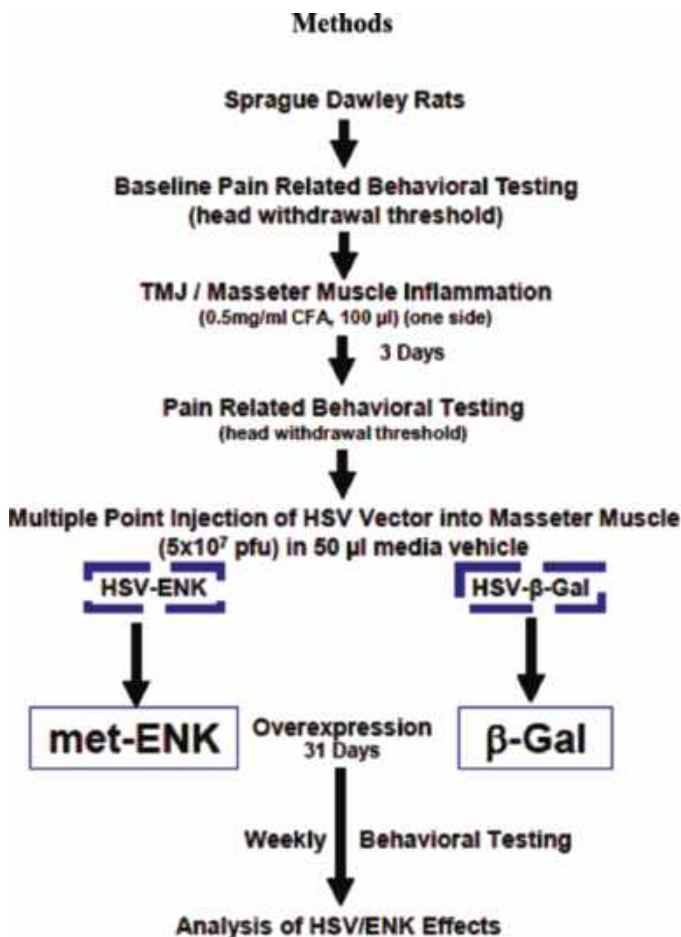 Methods
Sprague Dawley Rats
Baseline Pain Related Behavioral Testing
(head withdrawal threshold)
TMJ / Masseter Muscle Inflammation
(0.5mg/ml CFA, 100 µl) (one side)
3 Days
Pain Related Behavioral Testing
(head withdrawal threshold)
Multiple Point Injection of HSV Vector into Masseter Muscle
(5x10⁷ pfu) in 50 µl media vehicle
HSV-ENK
HSV-β-Gal
met-ENK
Overexpression
31 Days
β-Gal
Weekly Behavioral Testing
Analysis of HSV/ENK Effects